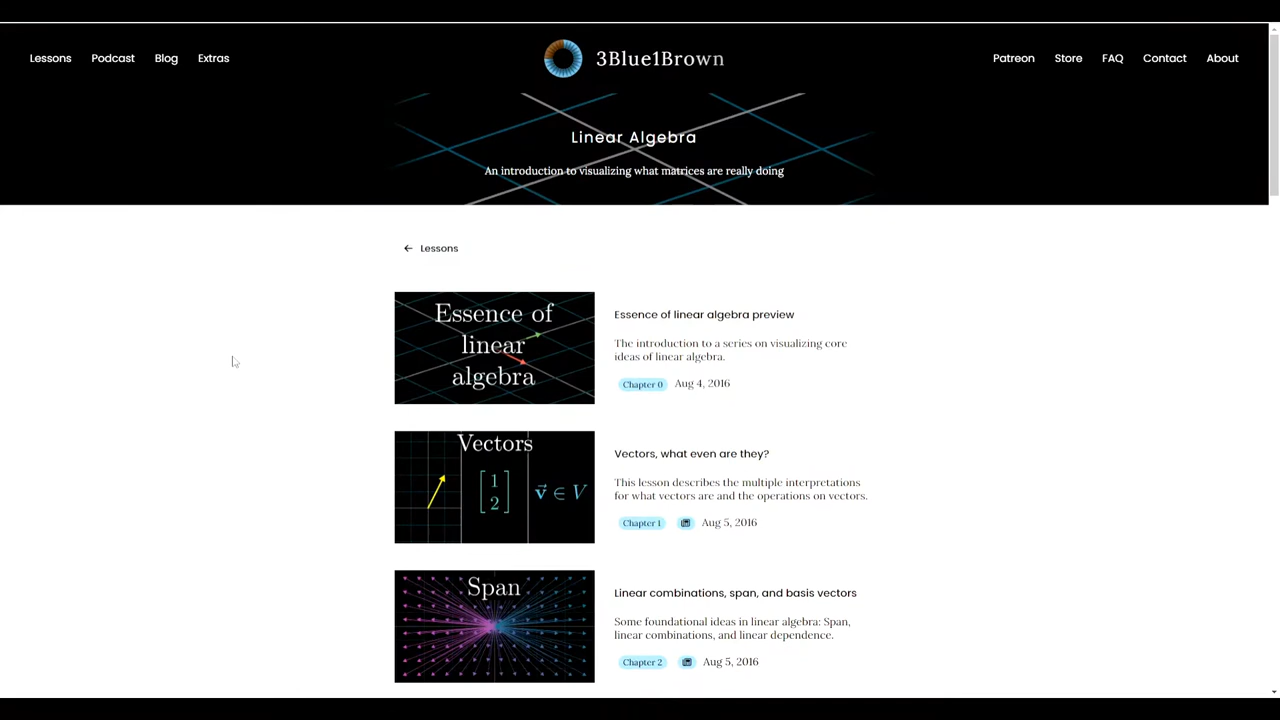 Lessons Podcast Blog Extras 3Blue1Brown Patreon Store FAQ Contact About
Linear Algebra
An introduction to visualizing what matrices are really doing
← Lessons
Essence of
linear
algebra
Essence of linear algebra preview
The introduction to a series on visualizing core
ideas of linear algebra.
Chapter 0 Aug 4, 2016
Vectors
[1 2] v⃗ ∈ V
Vectors, what even are they?
This lesson describes the multiple interpretations
for what vectors are and the operations on vectors.
Chapter 1 Aug 5, 2016
Span
Linear combinations, span, and basis vectors
Some foundational ideas in linear algebra: Span,
linear combinations, and linear dependence.
Chapter 2 Aug 5, 2016